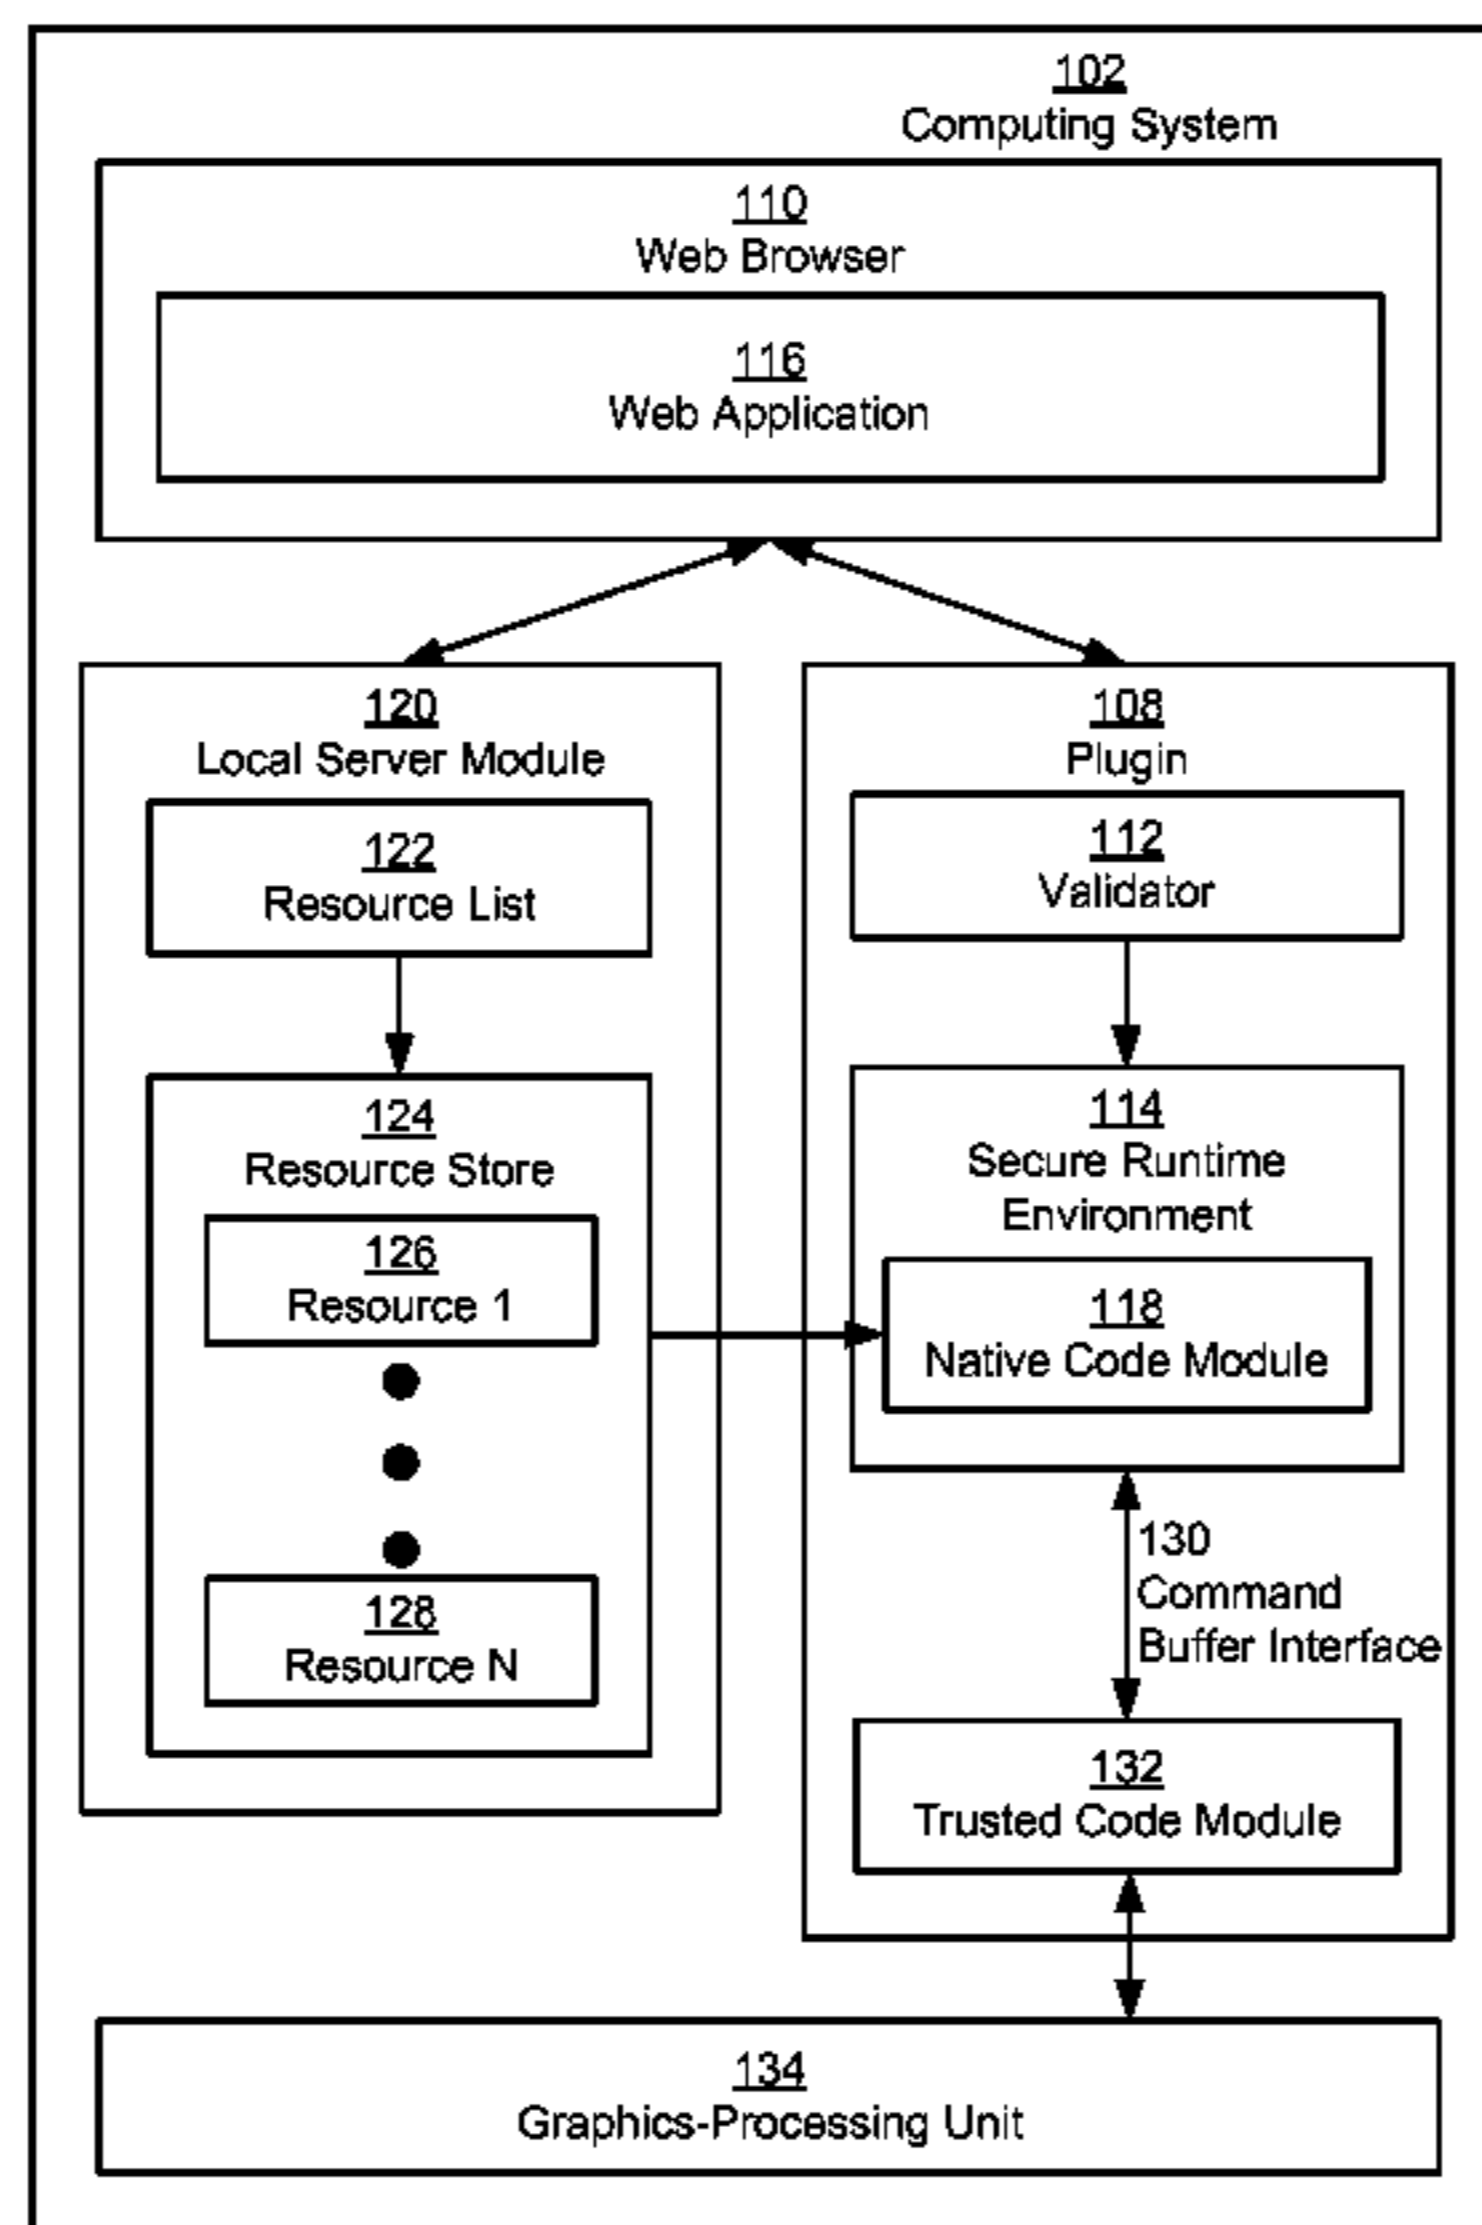 102
Computing System
110
Web Browser
116
Web Application
120
Local Server Module
122
Resource List
124
Resource Store
126
Resource 1
128
Resource N
108
Plugin
112
Validator
114
Secure Runtime
Environment
118
Native Code Module
130
Command
Buffer Interface
132
Trusted Code Module
134
Graphics-Processing Unit